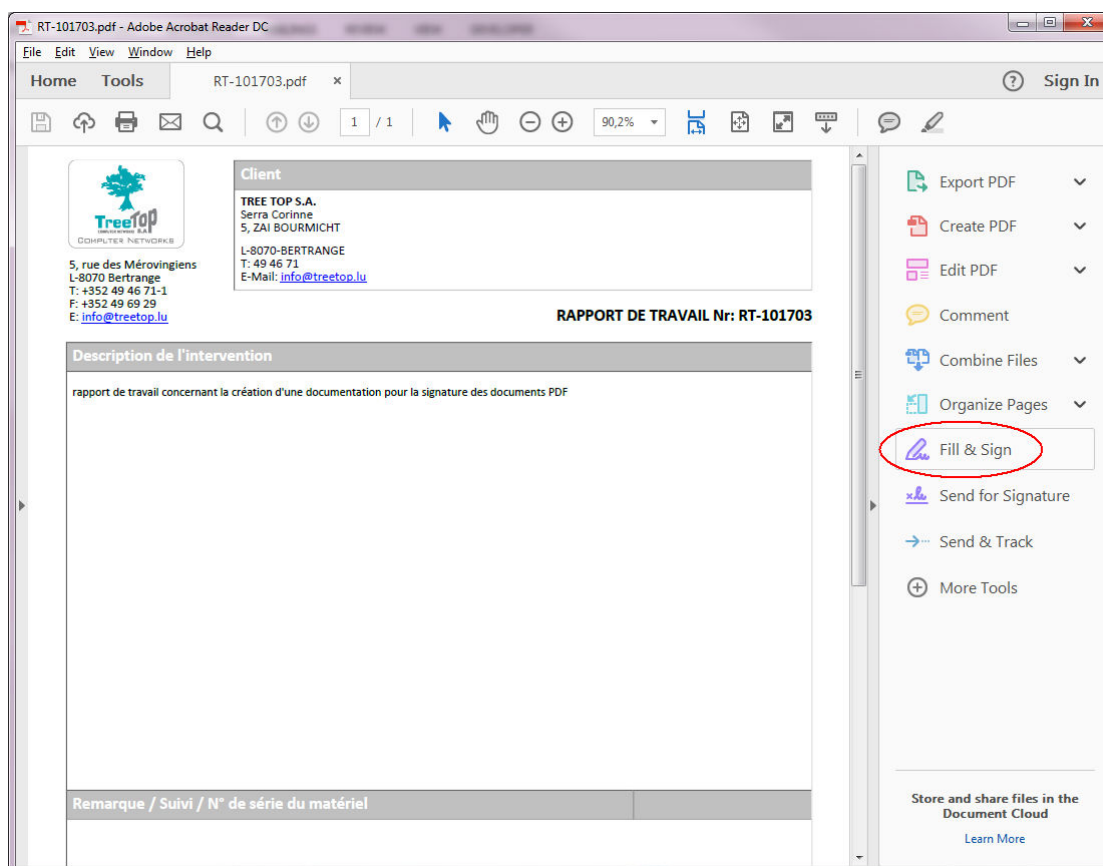 RT-101703.pdf - Adobe Acrobat Reader DC
File Edit View Window Help
Home Tools RT-101703.pdf × ? Sign In
1 / 1 90,2%
TreeTOP
COMPUTER NETWORKS
5, rue des Mérovingiens
L-8070 Bertrange
T: +352 49 46 71-1
F: +352 49 69 29
E: info@treetop.lu
Client
TREE TOP S.A.
Serra Corinne
5, ZAI BOURMICHT
L-8070-BERTRANGE
T: 49 46 71
E-Mail: info@treetop.lu
RAPPORT DE TRAVAIL Nr: RT-101703
Description de l'intervention
rapport de travail concernant la création d'une documentation pour la signature des documents PDF
Remarque / Suivi / N° de série du matériel
Export PDF
Create PDF
Edit PDF
Comment
Combine Files
Organize Pages
Fill & Sign
Send for Signature
Send & Track
More Tools
Store and share files in the
Document Cloud
Learn More